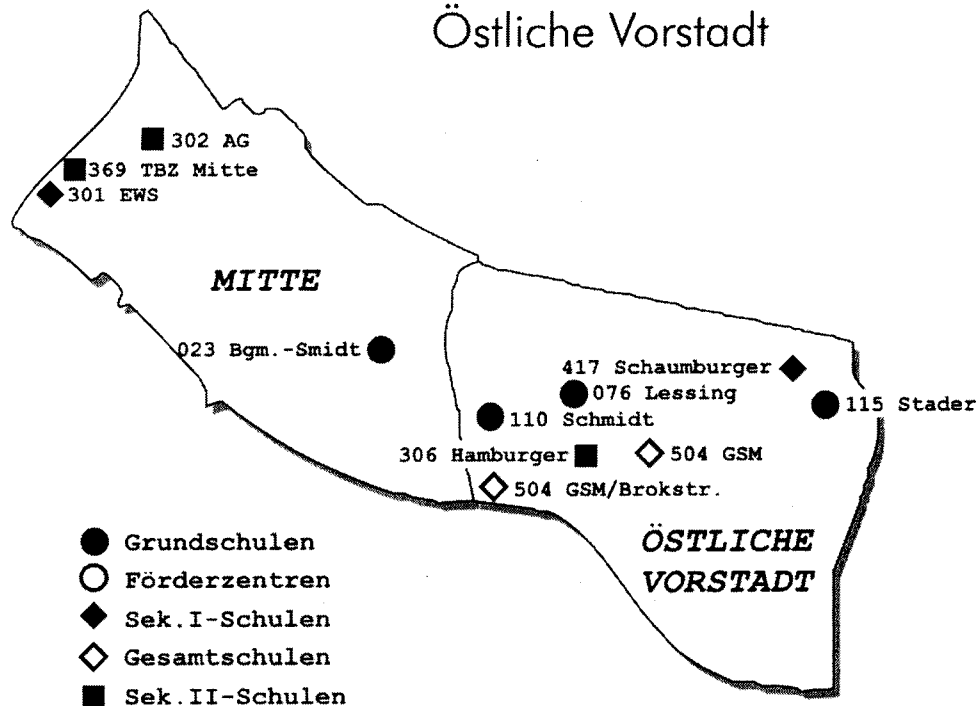 Östliche Vorstadt
302 AG
369 TBZ Mitte
301 EWS
MITTE
023 Bgm.-Smidt
417 Schaumburger
076 Lessing
115 Stader
110 Schmidt
306 Hamburger
504 GSM
504 GSM/Brokstr.
ÖSTLICHE
VORSTADT
Grundschulen
Förderzentren
Sek.I-Schulen
Gesamtschulen
Sek.II-Schulen